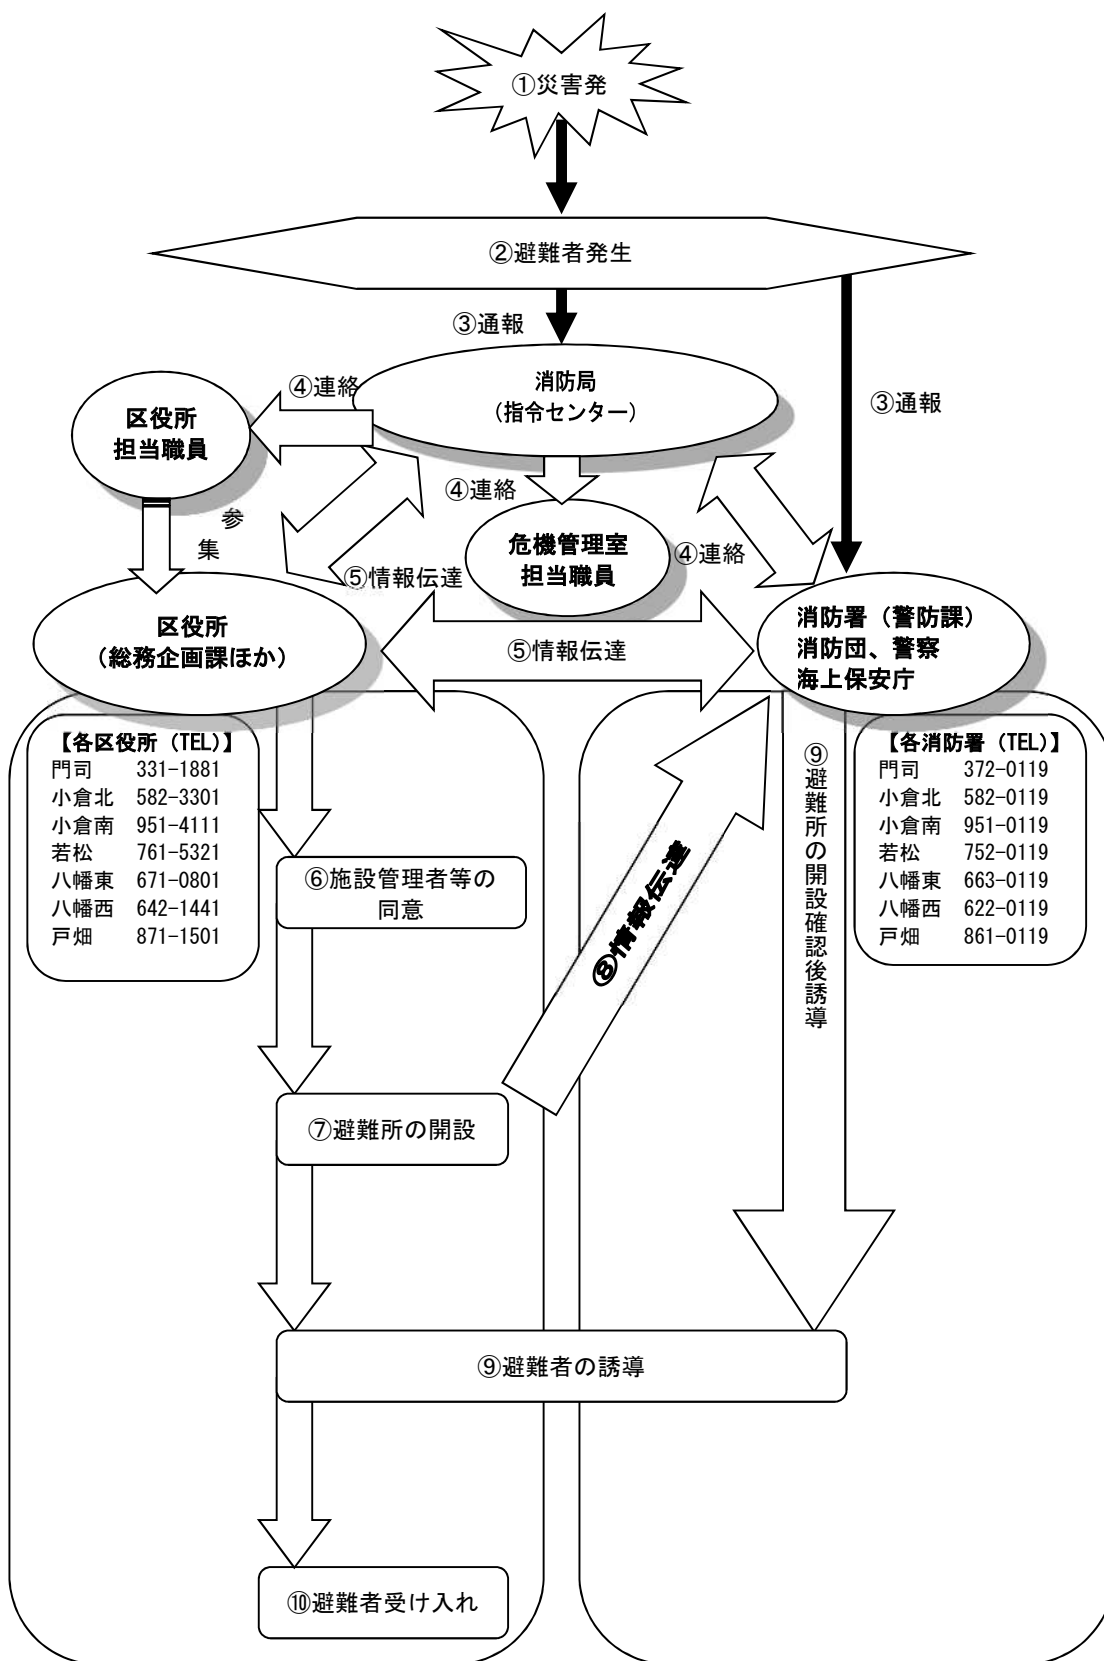 ①災害発
②避難者発生
③通報
③通報
消防局
（指令センター）
④連絡
区役所
担当職員
④連絡
参
集
危機管理室
担当職員
④連絡
⑤情報伝達
区役所
（総務企画課ほか）
⑤情報伝達
消防署（警防課）
消防団、警察
海上保安庁
【各区役所（TEL）】
門司 331-1881
小倉北 582-3301
小倉南 951-4111
若松 761-5321
八幡東 671-0801
八幡西 642-1441
戸畑 871-1501
⑥施設管理者等の
同意
⑧情報伝達
⑨避難所の開設確認後誘導
【各消防署（TEL）】
門司 372-0119
小倉北 582-0119
小倉南 951-0119
若松 752-0119
八幡東 663-0119
八幡西 622-0119
戸畑 861-0119
⑦避難所の開設
⑨避難者の誘導
⑩避難者受け入れ